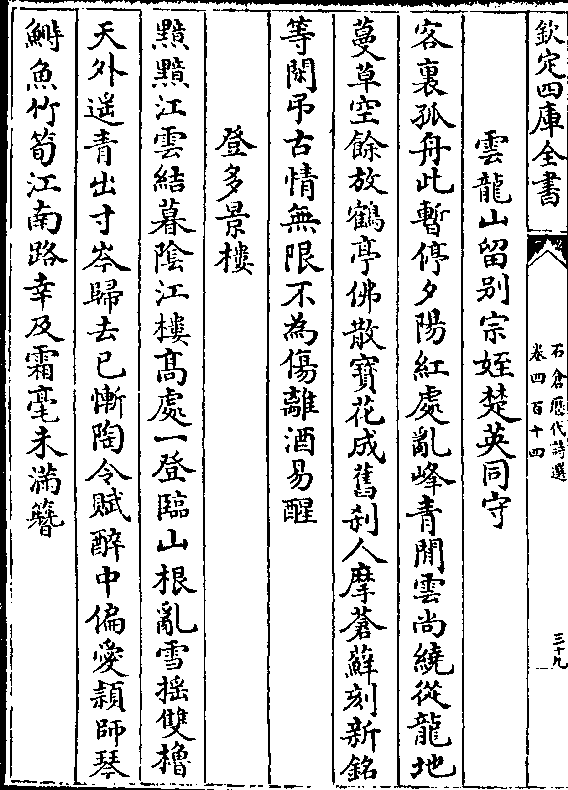 欽定四庫全書
石倉歷代詩選
卷四百十四
三十九
雲龍山留别宗姪楚英同守
客裏孤舟此暫停夕陽紅處亂峰青閒雲尚繞從龍地
蔓草空餘放鶴亭佛散寶花成舊刹人摩蒼蘚刻新銘
等閑弔古情無限不為傷離酒易醒
登多景樓
黕黕江雲結暮陰江樓髙處一登臨山根亂雪揺雙櫓
天外遥青出寸岑歸去已慚陶令賦醉中偏愛頴師琴
鰣魚竹筍江南路幸及霜毫未滿簪